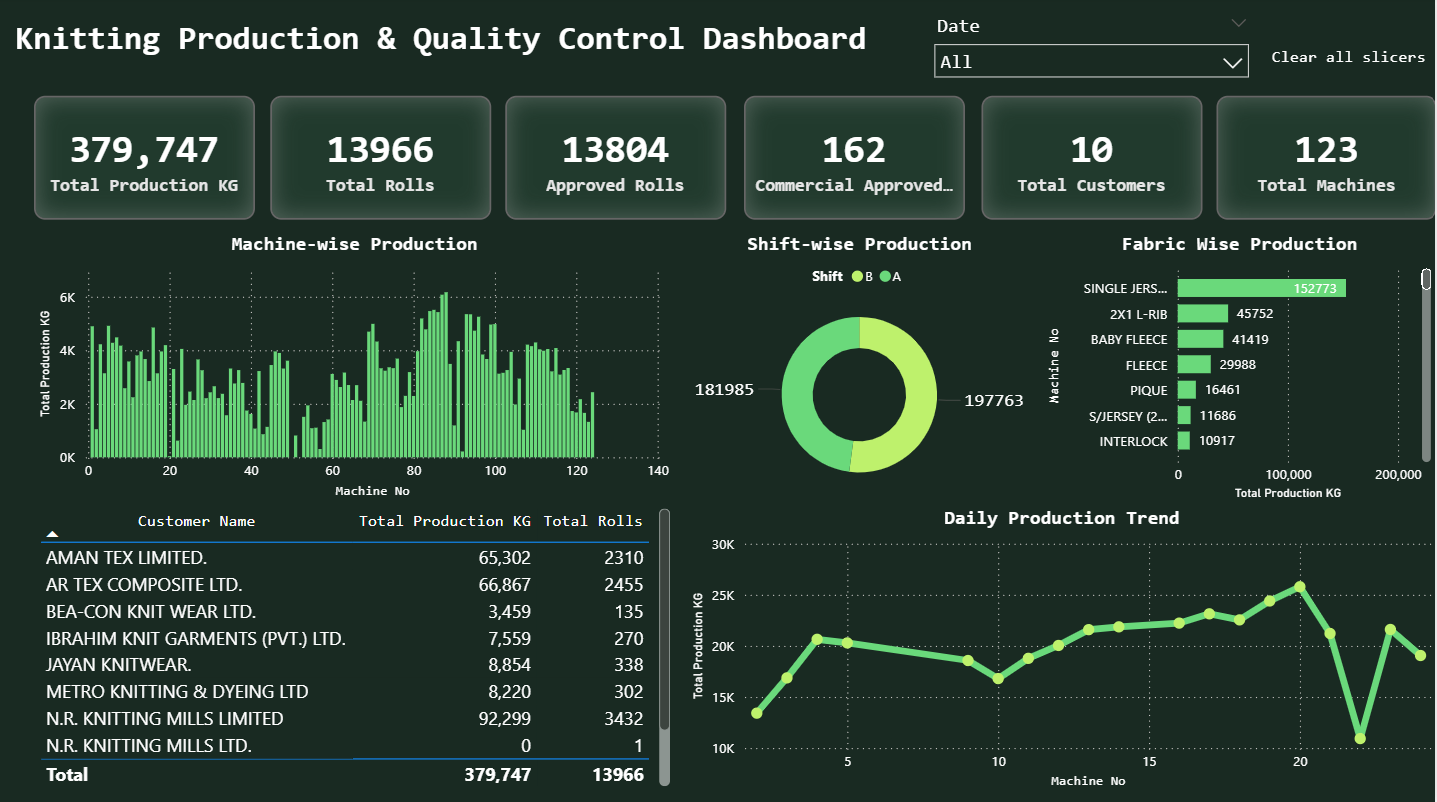 Knitting Production & Quality Control Dashboard
Date
All
Clear all slicers
379,747
Total Production KG
13966
Total Rolls
13804
Approved Rolls
162
Commercial Approved…
10
Total Customers
123
Total Machines
Machine-wise Production
Total Production KG
6K
4K
2K
0K
0 20 40 60 80 100 120 140
Machine No
Shift-wise Production
Shift B A
181985
197763
Fabric Wise Production
Machine No
SINGLE JERS… 152773
2X1 L-RIB 45752
BABY FLEECE 41419
FLEECE 29988
PIQUE 16461
S/JERSEY (2… 11686
INTERLOCK 10917
0 100,000 200,000
Total Production KG
Customer Name Total Production KG Total Rolls
AMAN TEX LIMITED. 65,302 2310
AR TEX COMPOSITE LTD. 66,867 2455
BEA-CON KNIT WEAR LTD. 3,459 135
IBRAHIM KNIT GARMENTS (PVT.) LTD. 7,559 270
JAYAN KNITWEAR. 8,854 338
METRO KNITTING & DYEING LTD 8,220 302
N.R. KNITTING MILLS LIMITED 92,299 3432
N.R. KNITTING MILLS LTD. 0 1
Total 379,747 13966
Daily Production Trend
Total Production KG
30K
25K
20K
15K
10K
5 10 15 20
Machine No